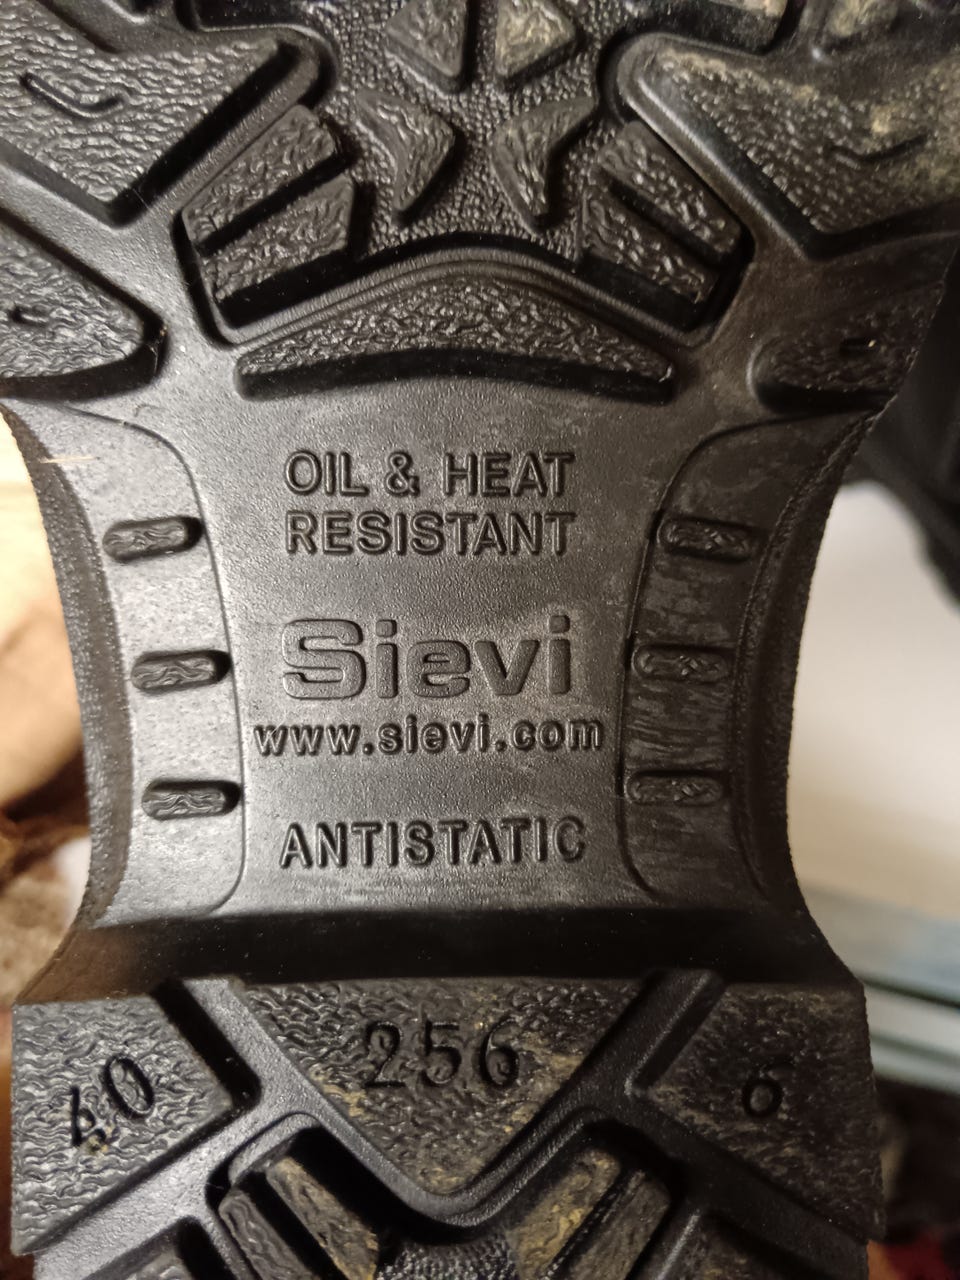 OIL & HEAT
RESISTANT
Sievi
www.sievi.com
ANTISTATIC
40 256 6